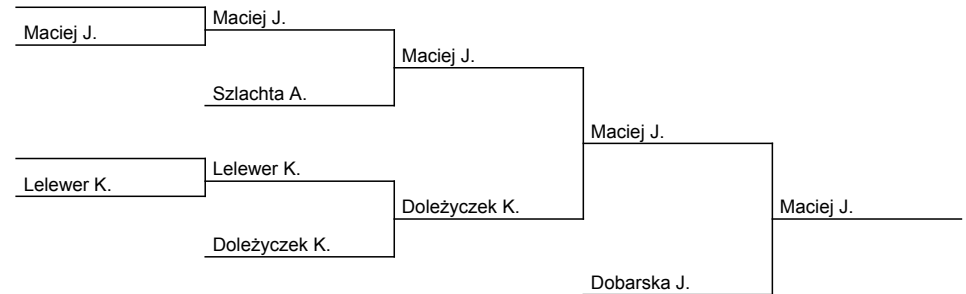 Maciej J.
Maciej J.
Maciej J.
Szlachta A.
Maciej J.
Lelewer K.
Lelewer K.
Doleżyczek K.
Maciej J.
Doleżyczek K.
Dobarska J.